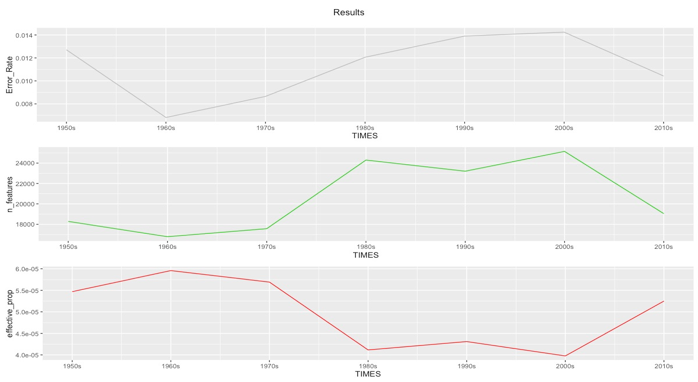 Results
Error_Rate
0.014
0.012
0.010
0.008
1950s 1960s 1970s 1980s 1990s 2000s 2010s
TIMES
n_features
24000
22000
20000
18000
1950s 1960s 1970s 1980s 1990s 2000s 2010s
TIMES
effective_prop
6.0e-05
5.5e-05
5.0e-05
4.5e-05
4.0e-05
1950s 1960s 1970s 1980s 1990s 2000s 2010s
TIMES